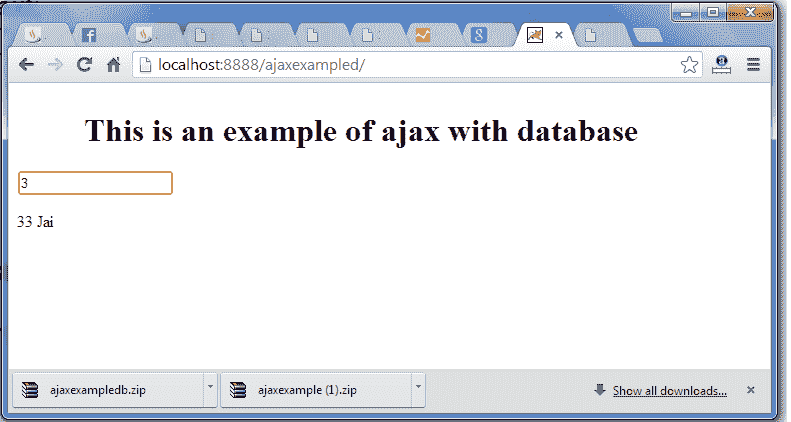 localhost:8888/ajaxexampled/
This is an example of ajax with database
3
33 Jai
ajaxexampledb.zip
ajaxexample (1).zip
Show all downloads...